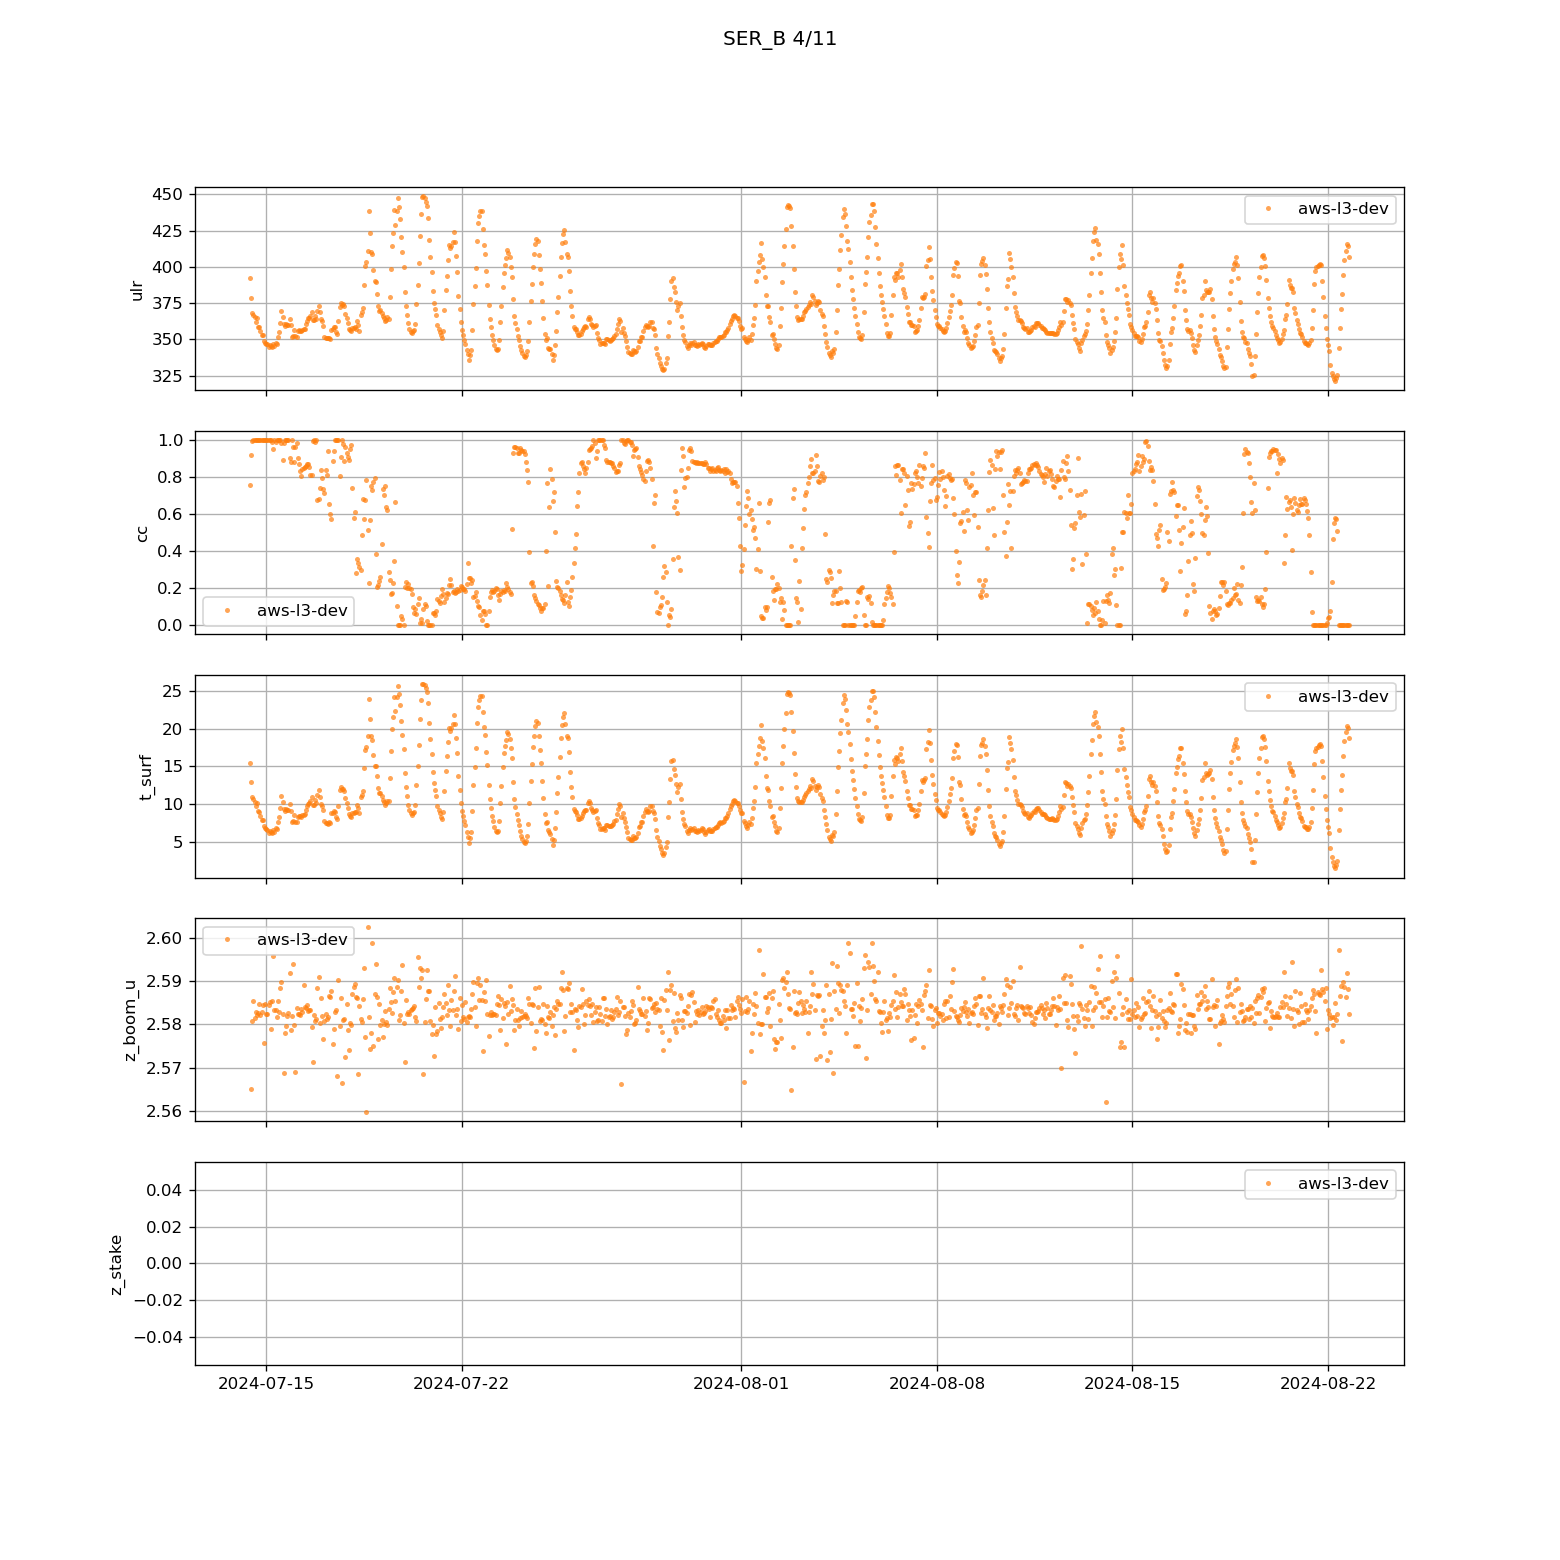 SER_B 4/11
450
425
400
375
350
325
ulr
aws-l3-dev
1.0
0.8
0.6
0.4
0.2
0.0
cc
aws-l3-dev
25
20
15
10
5
t_surf
aws-l3-dev
2.60
2.59
2.58
2.57
2.56
z_boom_u
aws-l3-dev
0.04
0.02
0.00
−0.02
−0.04
z_stake
aws-l3-dev
2024-07-15 2024-07-22 2024-08-01 2024-08-08 2024-08-15 2024-08-22